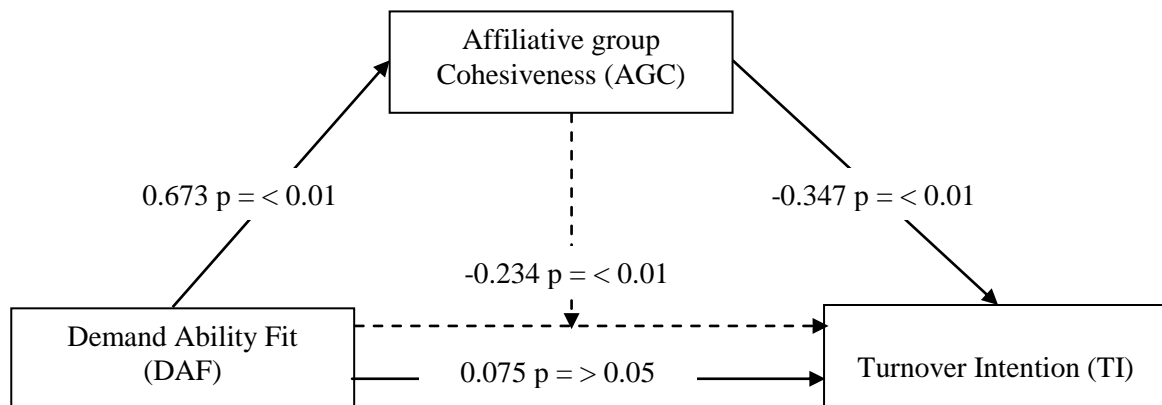 Affiliative group
Cohesiveness (AGC)
0.673 p = < 0.01
-0.347 p = < 0.01
-0.234 p = < 0.01
Demand Ability Fit
(DAF)
0.075 p = > 0.05
Turnover Intention (TI)